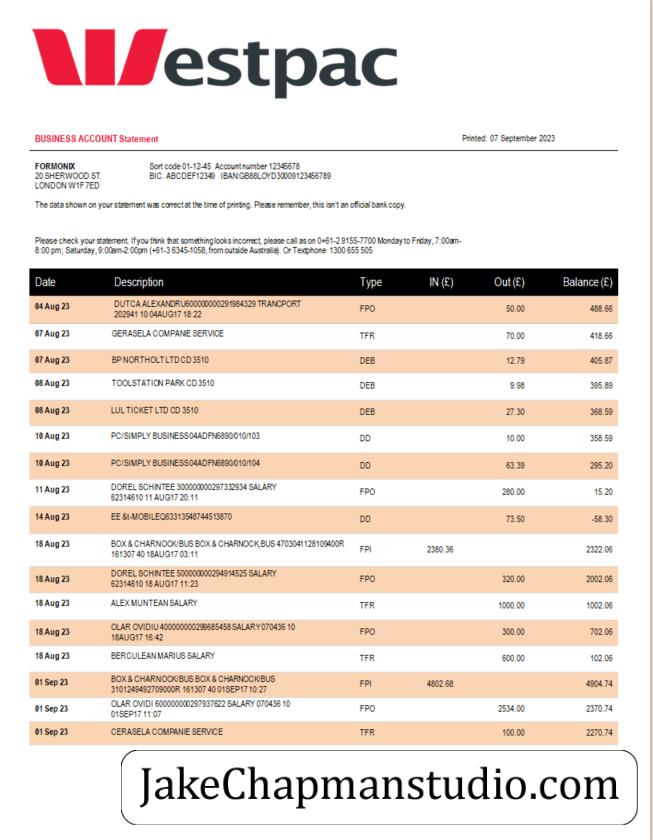 Westpac
BUSINESS ACCOUNT Statement Printed: 07 September 2023
FORMONIX Sort code 01-12-45 Account number 12345678
20 SHERWOOD ST. BIC. ABCDEF12349 IBAN:GB88LOYD30009123456789
LONDON W1F 7ED
The data shown on your statement was correct at the time of printing. Please remember, this isn't an official bank copy.
Please check your statement. If you think that something looks incorrect, please call as on 0+61-2 9155-7700 Monday to Friday, 7:00am-
8:00 pm; Saturday, 9:00am-2:00pm (+61-3 6345-1058, from outside Australia). Or Textphone 1300 655 505
Date Description Type IN (£) Out (£) Balance (£)
04 Aug 23 DUTCA ALEXANDRU600000000291984329 TRANCPORT
202941 10 04AUG17 18:22 FPO 50.00 488.66
07 Aug 23 GERASELA COMPANIE SERVICE TFR 70.00 418.66
07 Aug 23 BP NORTHOLT LTD CD 3510 DEB 12.79 405.87
08 Aug 23 TOOLSTATION PARK CD 3510 DEB 9.98 395.89
08 Aug 23 LUL TICKET LTD CD 3510 DEB 27.30 368.59
10 Aug 23 PC/SIMPLY BUSINESS04ADFN6890/010/103 DD 10.00 358.59
10 Aug 23 PC/SIMPLY BUSINESS04ADFN6890/010/104 DD 63.39 295.20
11 Aug 23 DOREL SCHINTEE 300000000297332934 SALARY
62314610 11 AUG17 20:11 FPO 280.00 15.20
14 Aug 23 EE &t-MOBILEQ63313548744513870 DD 73.50 -58.30
18 Aug 23 BOX & CHARNOCK/BUS BOX & CHARNOCK,BUS 4703041128109400R
161307 40 18AUG17 03:11 FPI 2380.36 2322.06
18 Aug 23 DOREL SCHINTEE 500000000294914525 SALARY
62314610 18 AUG17 11:23 FPO 320.00 2002.06
18 Aug 23 ALEX MUNTEAN SALARY TFR 1000.00 1002.06
18 Aug 23 OLAR OVIDIU 400000000299685458 SALARY 070436 10
18AUG17 16:42 FPO 300.00 702.06
18 Aug 23 BERCULEAN MARIUS SALARY TFR 600.00 102.06
01 Sep 23 BOX & CHARNOCK/BUS BOX & CHARNOCK/BUS
3101249492709000R 161307 40 01SEP17 10:27 FPI 4802.68 4904.74
01 Sep 23 OLAR OVIDI 600000000297937622 SALARY 070436 10
01SEP17 11:07 FPO 2534.00 2370.74
01 Sep 23 CERASELA COMPANIE SERVICE TFR 100.00 2270.74
JakeChapmanstudio.com